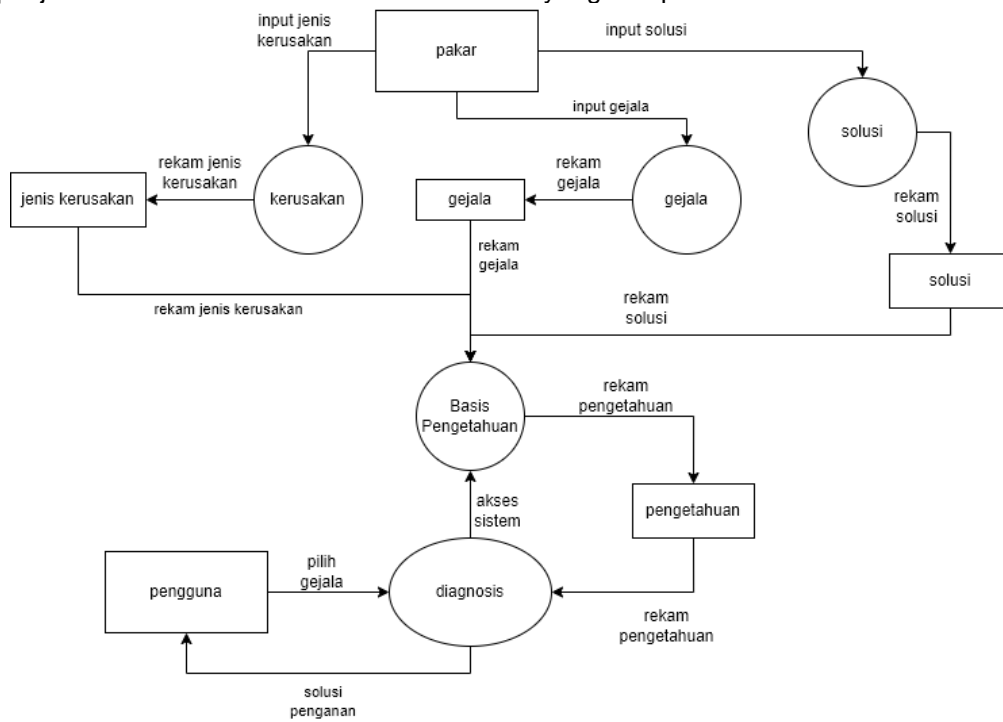 input jenis
kerusakan
pakar
input solusi
input gejala
solusi
rekam jenis
kerusakan
rekam
gejala
jenis kerusakan
kerusakan
gejala
gejala
rekam
solusi
rekam
gejala
solusi
rekam jenis kerusakan
rekam
solusi
Basis
Pengetahuan
rekam
pengetahuan
akses
sistem
pengetahuan
pilih
gejala
pengguna
diagnosis
rekam
pengetahuan
solusi
penganan